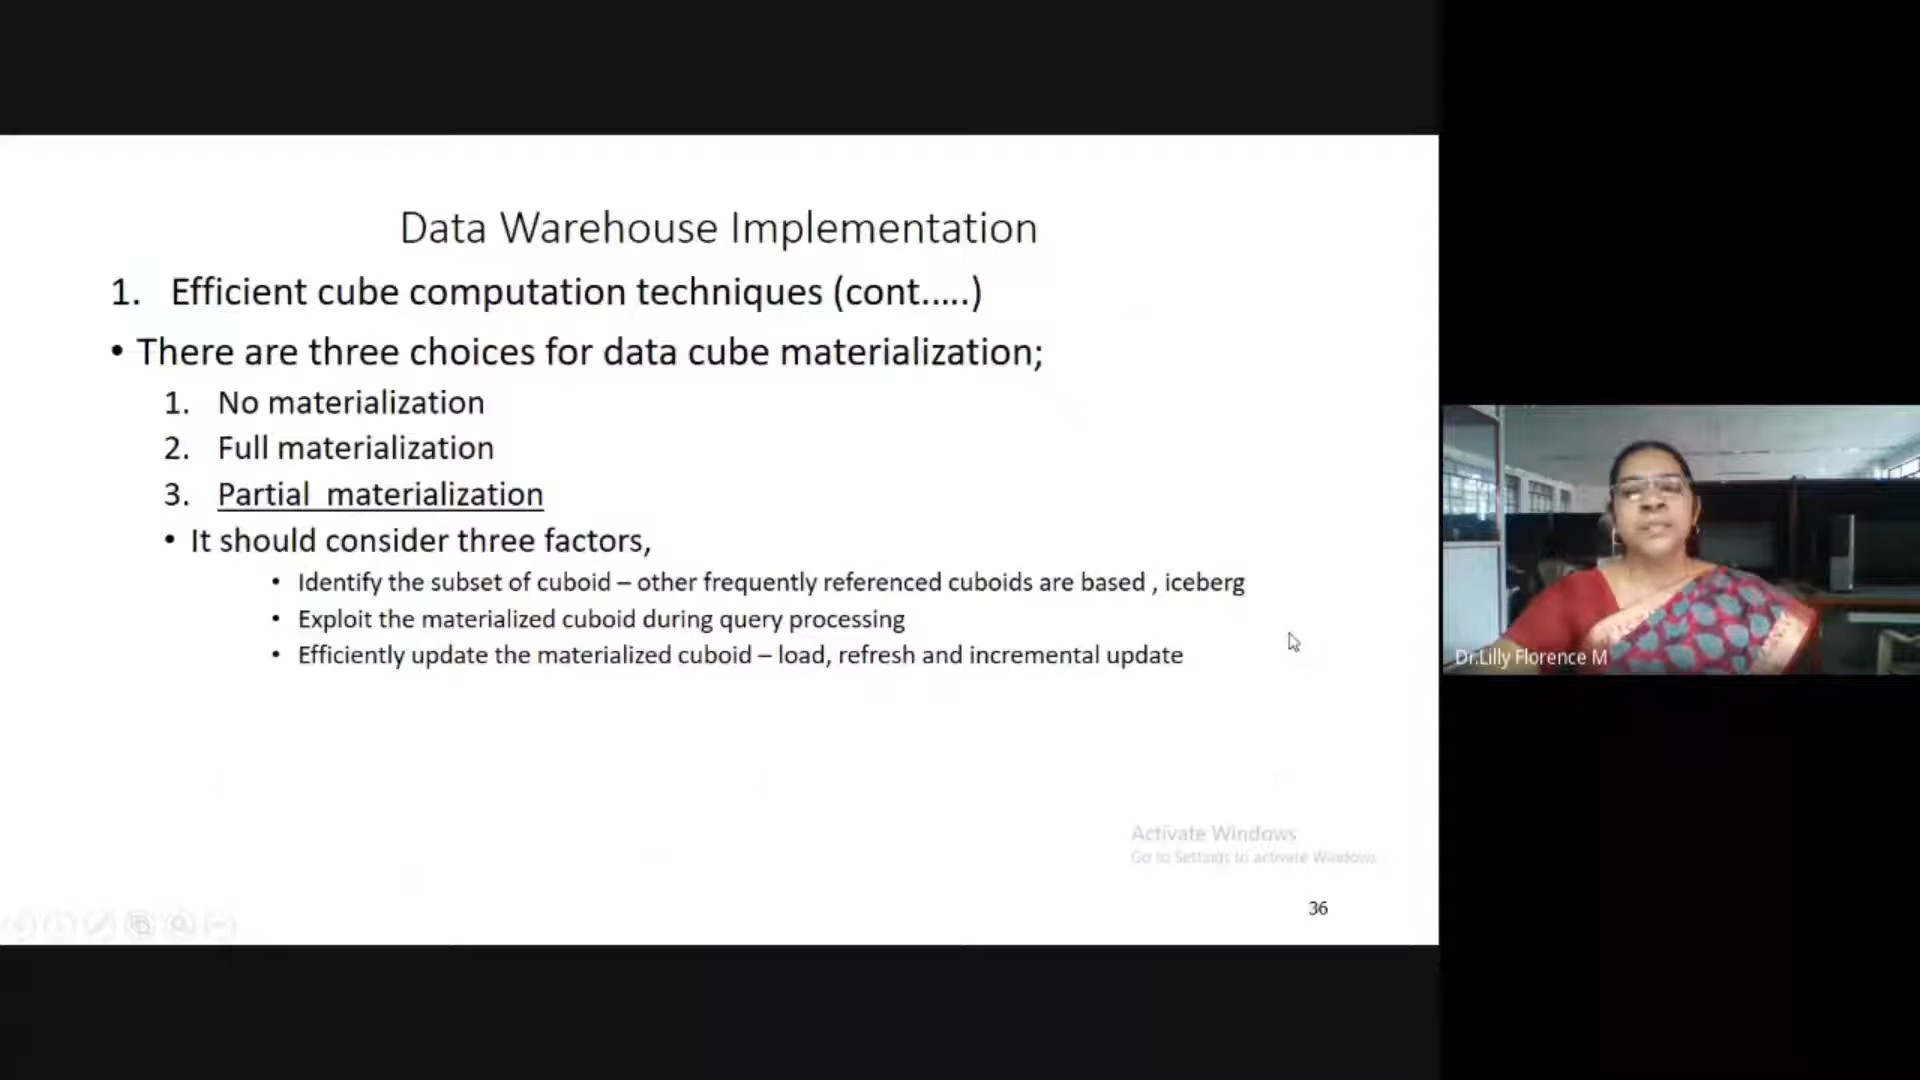 Data Warehouse Implementation
1. Efficient cube computation techniques (cont.....)
• There are three choices for data cube materialization;
1. No materialization
2. Full materialization
3. Partial materialization
• It should consider three factors,
• Identify the subset of cuboid – other frequently referenced cuboids are based , iceberg
• Exploit the materialized cuboid during query processing
• Efficiently update the materialized cuboid – load, refresh and incremental update
Dr.Lilly Florence M
Activate Windows
Go to Settings to activate Windows.
36